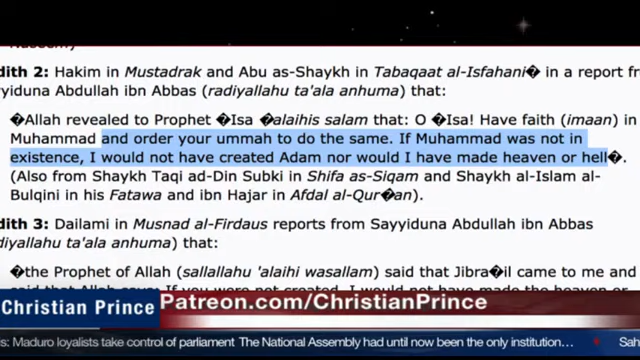 Naseemy
dith 2: Hakim in Mustadrak and Abu as-Shaykh in Tabaqaat al-Isfahani� in a report from
yiduna Abdullah ibn Abbas (radiyallahu ta'ala anhuma) that:
�Allah revealed to Prophet �Isa �alaihis salam that: O �Isa! Have faith (imaan) in
Muhammad and order your ummah to do the same. If Muhammad was not in
existence, I would not have created Adam nor would I have made heaven or hell�.
(Also from Shaykh Taqi ad-Din Subki in Shifa as-Siqam and Shaykh al-Islam al-
Bulqini in his Fatawa and ibn Hajar in Afdal al-Qur�an).
dith 3: Dailami in Musnad al-Firdaus reports from Sayyiduna Abdullah ibn Abbas
diyallahu ta'ala anhuma) that:
�the Prophet of Allah (sallallahu 'alaihi wasallam) said that Jibra�il came to me and
Christian Prince
Patreon.com/ChristianPrince
s: Maduro loyalists take control of parliament The National Assembly had until now been the only institution... Sah